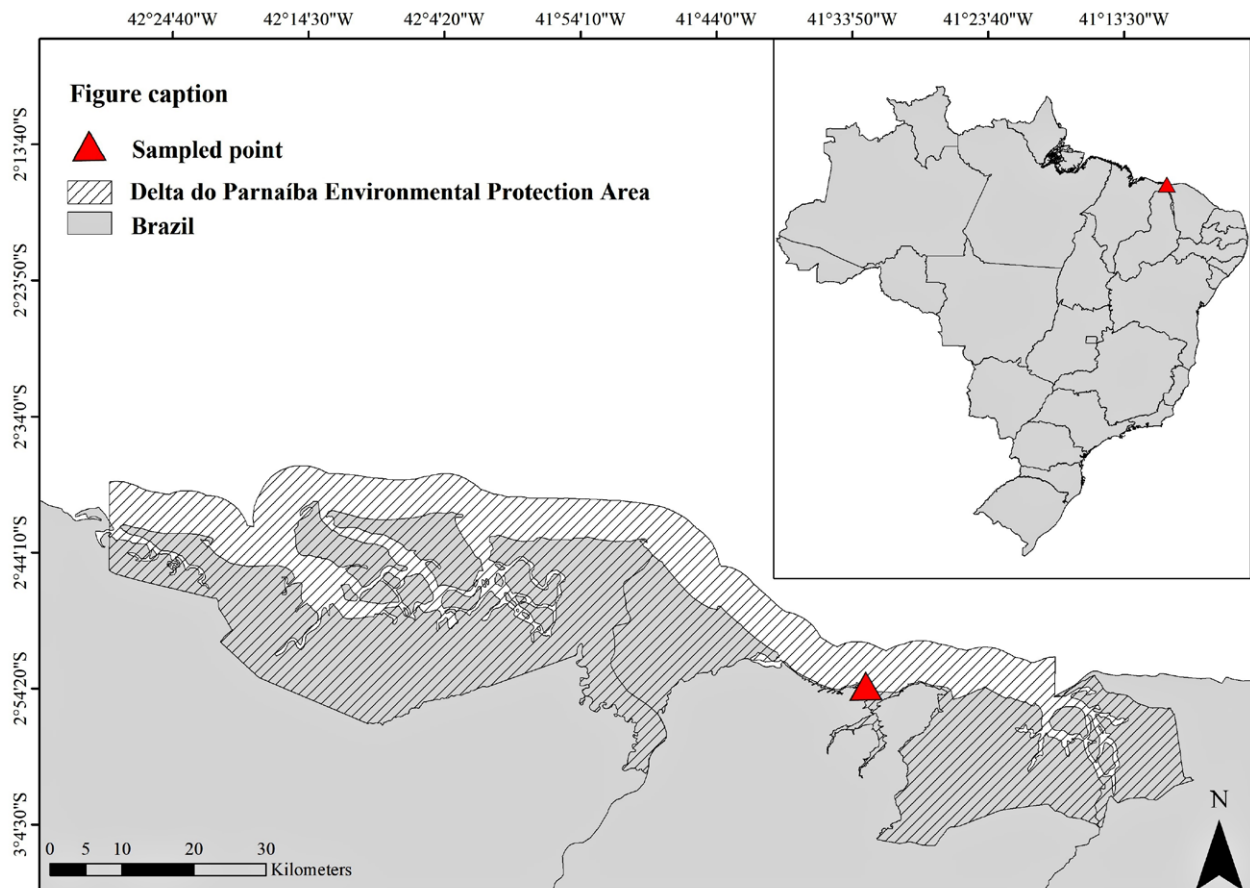 42°24'40"W 42°14'30"W 42°4'20"W 41°54'10"W 41°44'0"W 41°33'50"W 41°23'40"W 41°13'30"W
Figure caption
Sampled point
Delta do Parnaíba Environmental Protection Area
Brazil
2°13'40"S
2°23'50"S
2°34'0"S
2°44'10"S
2°54'20"S
3°4'30"S
0 5 10 20 30
Kilometers
N